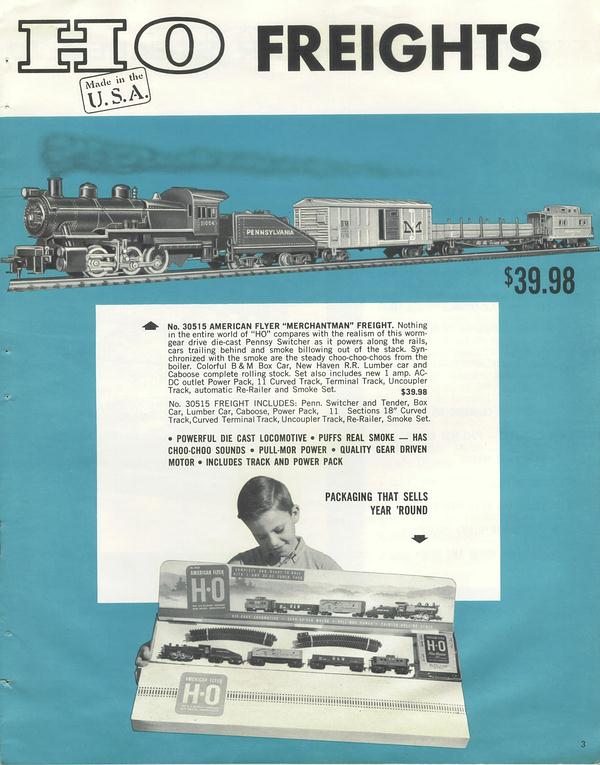 HO FREIGHTS
Made in the
U.S.A.
31004
PENNSYLVANIA
$39.98
No. 30515 AMERICAN FLYER "MERCHANTMAN" FREIGHT. Nothing
in the entire world of "HO" compares with the realism of this worm-
gear drive die-cast Pennsy Switcher as it powers along the rails,
cars trailing behind and smoke billowing out of the stack. Syn-
chronized with the smoke are the steady choo-choo-choos from the
boiler. Colorful B&M Box Car, New Haven R.R. Lumber car and
Caboose complete rolling stock. Set also includes new 1 amp. AC-
DC outlet Power Pack, 11 Curved Track, Terminal Track, Uncoupler
Track, automatic Re-Railer and Smoke Set.
$39.98
No. 30515 FREIGHT INCLUDES: Penn. Switcher and Tender, Box
Car, Lumber Car, Caboose, Power Pack, 11 Sections 18" Curved
Track, Curved Terminal Track, Uncoupler Track, Re-Railer, Smoke Set.
• POWERFUL DIE CAST LOCOMOTIVE • PUFFS REAL SMOKE — HAS
CHOO-CHOO SOUNDS • PULL-MOR POWER • QUALITY GEAR DRIVEN
MOTOR • INCLUDES TRACK AND POWER PACK
PACKAGING THAT SELLS
YEAR 'ROUND
AMERICAN FLYER
H-O
H-O
AMERICAN FLYER
H-O
3